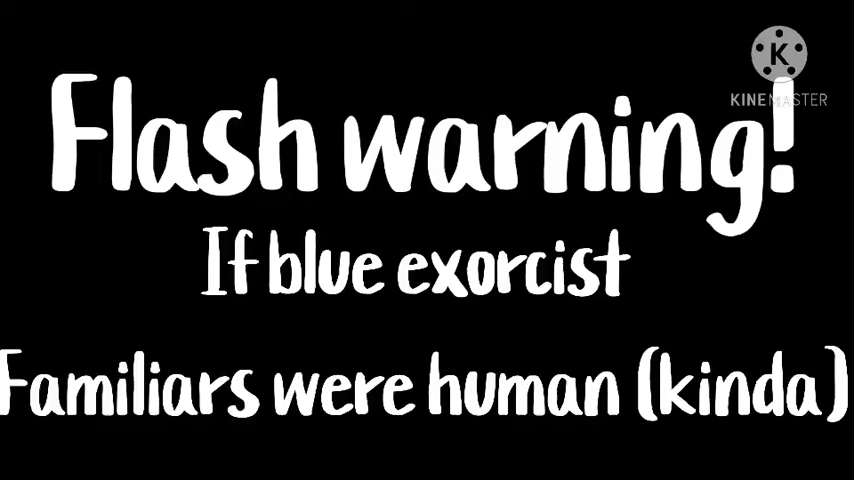 K
KINEMASTER
Flash warning!
If blue exorcist
Familiars were human (kinda)